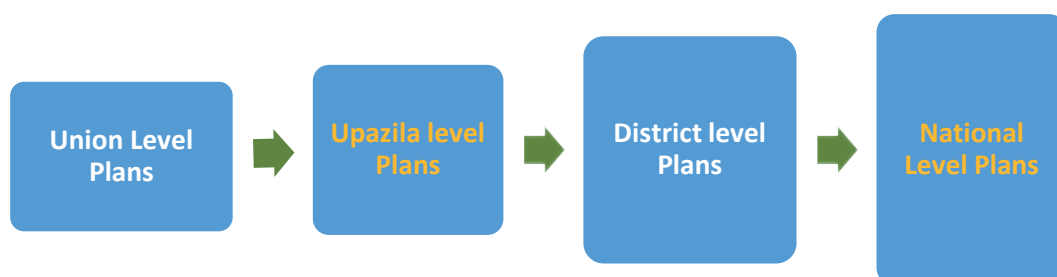 Union Level
Plans
Upazila level
Plans
District level
Plans
National
Level Plans